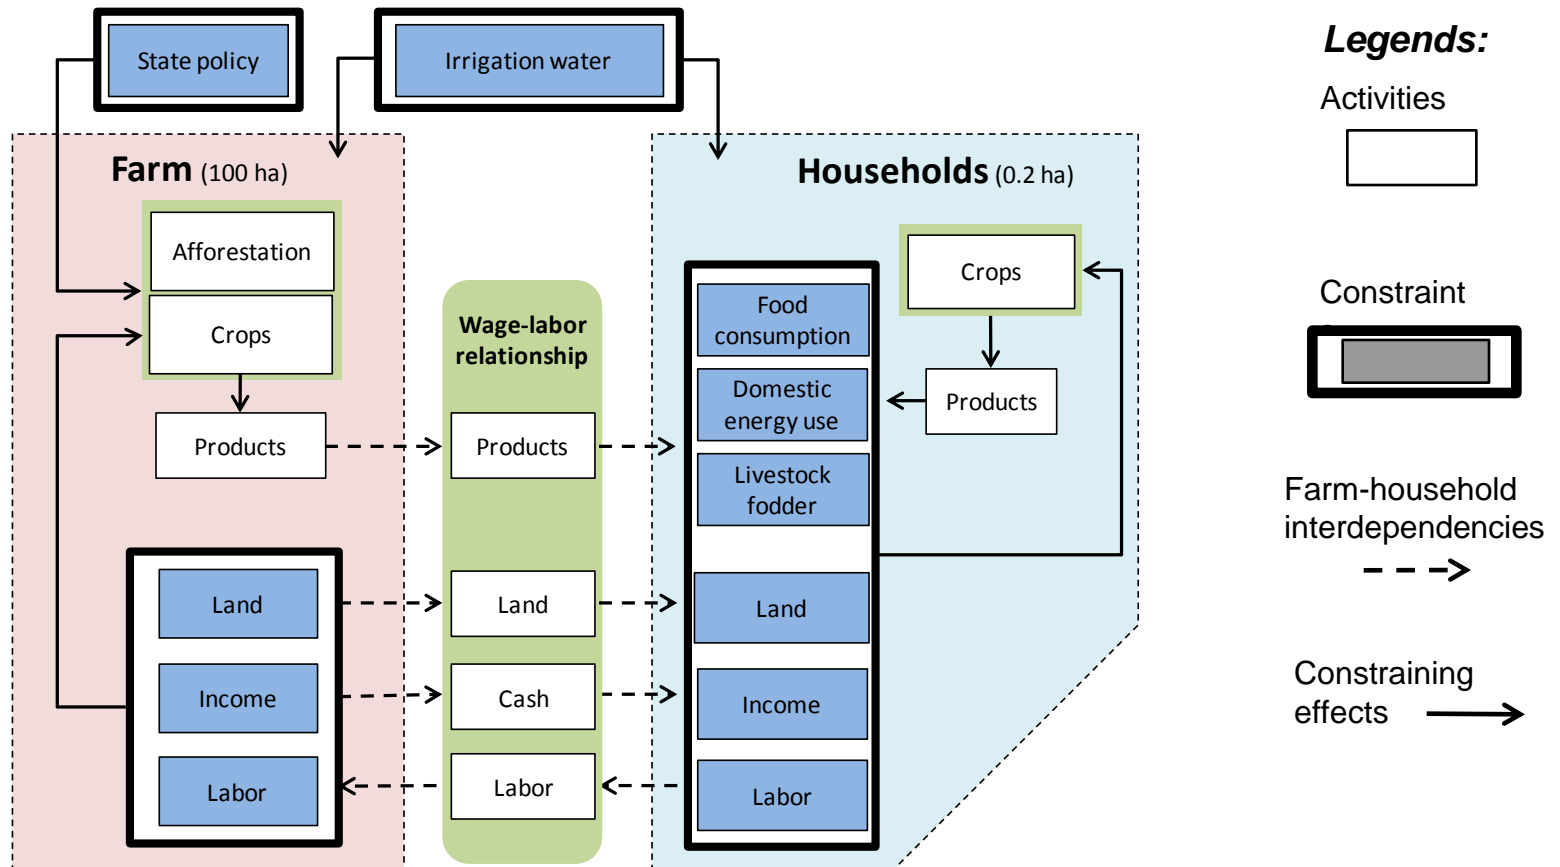 State policy
Irrigation water
Farm (100 ha)
Afforestation
Crops
Products
Land
Income
Labor
Wage-labor
relationship
Products
Land
Cash
Labor
Households (0.2 ha)
Food
consumption
Domestic
energy use
Livestock
fodder
Land
Income
Labor
Crops
Products
Legends:
Activities
Constraint
Farm-household
interdependencies
Constraining
effects